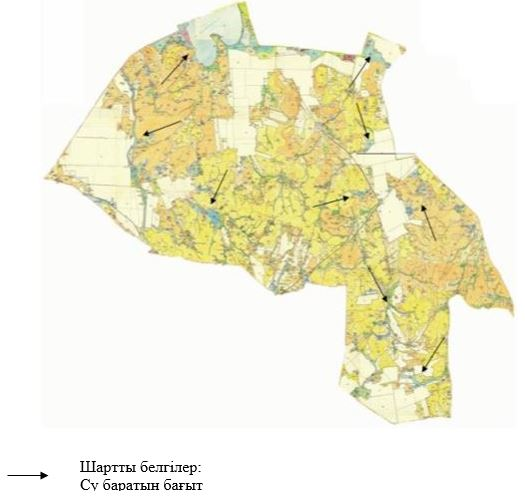 Шартты белгілер:
Су баратын бағыт